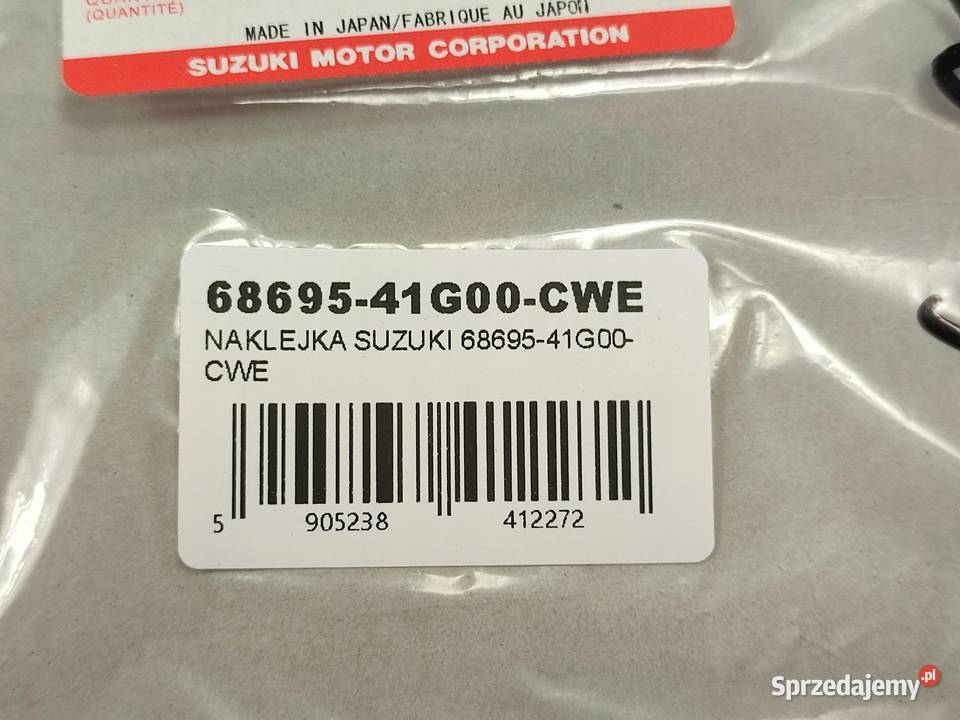 (QUANTITÉ)
MADE IN JAPAN/FABRIQUE AU JAPON
SUZUKI MOTOR CORPORATION
68695-41G00-CWE
NAKLEJKA SUZUKI 68695-41G00-
CWE
5 905238 412272
Sprzedajemy.pl